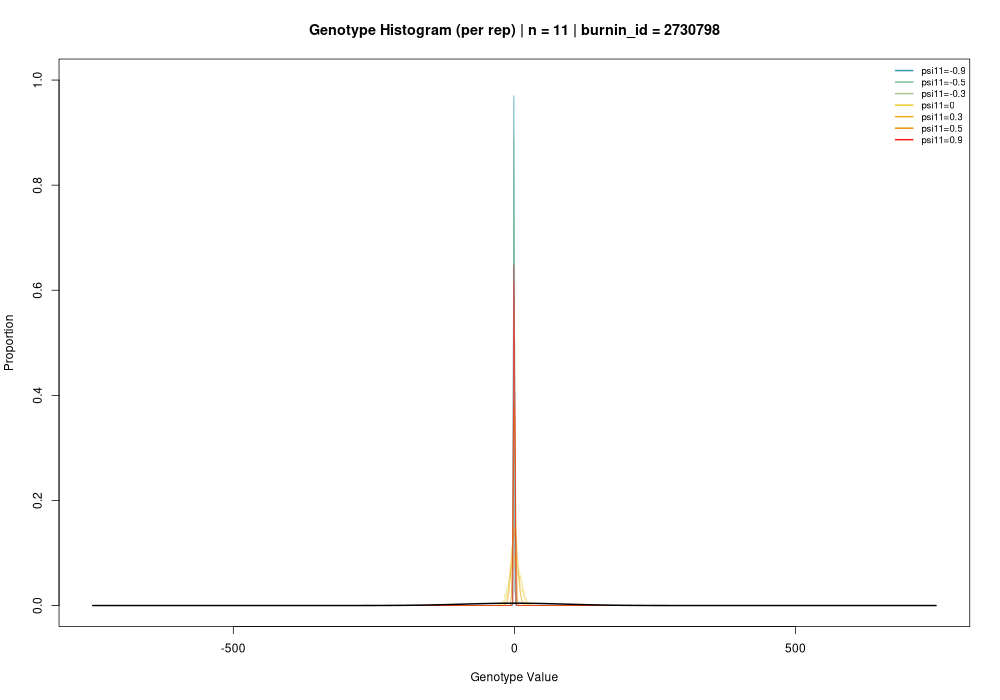 Genotype Histogram (per rep) | n = 11 | burnin_id = 2730798
psi11=-0.9
psi11=-0.5
psi11=-0.3
psi11=0
psi11=0.3
psi11=0.5
psi11=0.9
1.0
0.8
0.6
0.4
0.2
0.0
Proportion
-500
0
500
Genotype Value